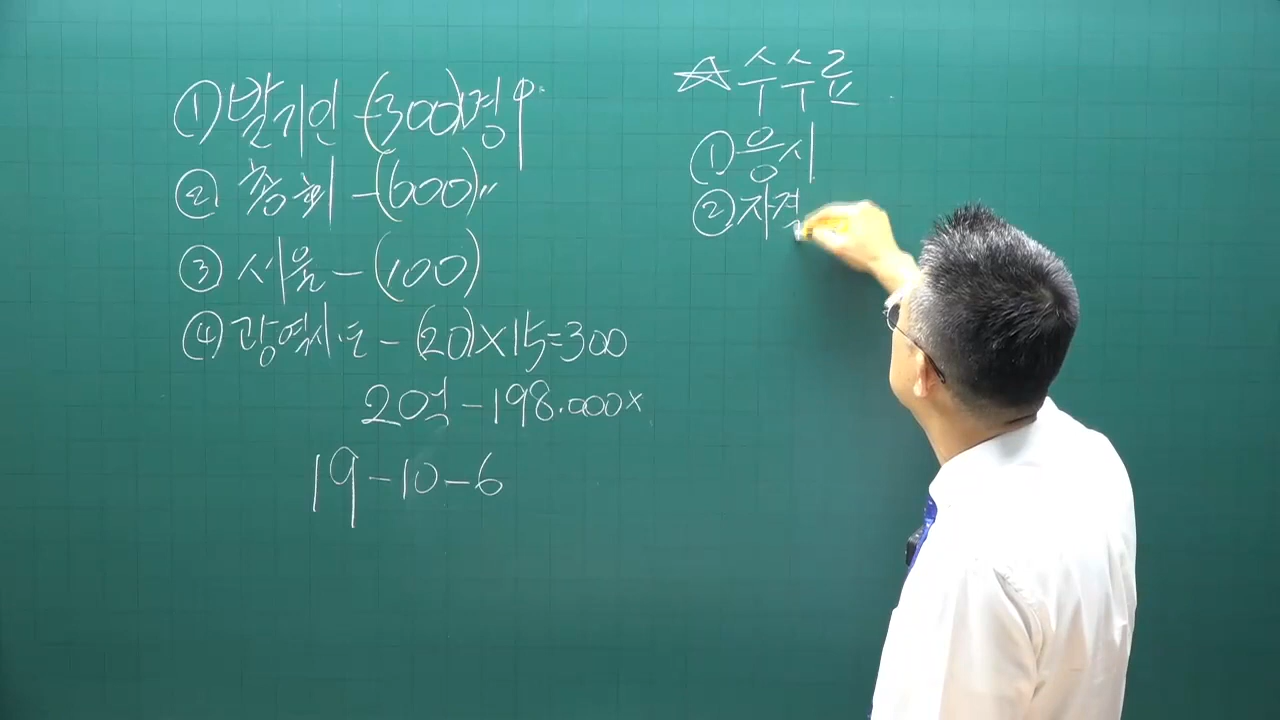 ① 발기인 - (300)명↑
② 총회 - (600)〃
③ 서울 - (100)
④ 광역시·도 - (20)×15=300
20억 - 198.000×
19 - 10 - 6
☆ 수수료
① 응시
② 자격